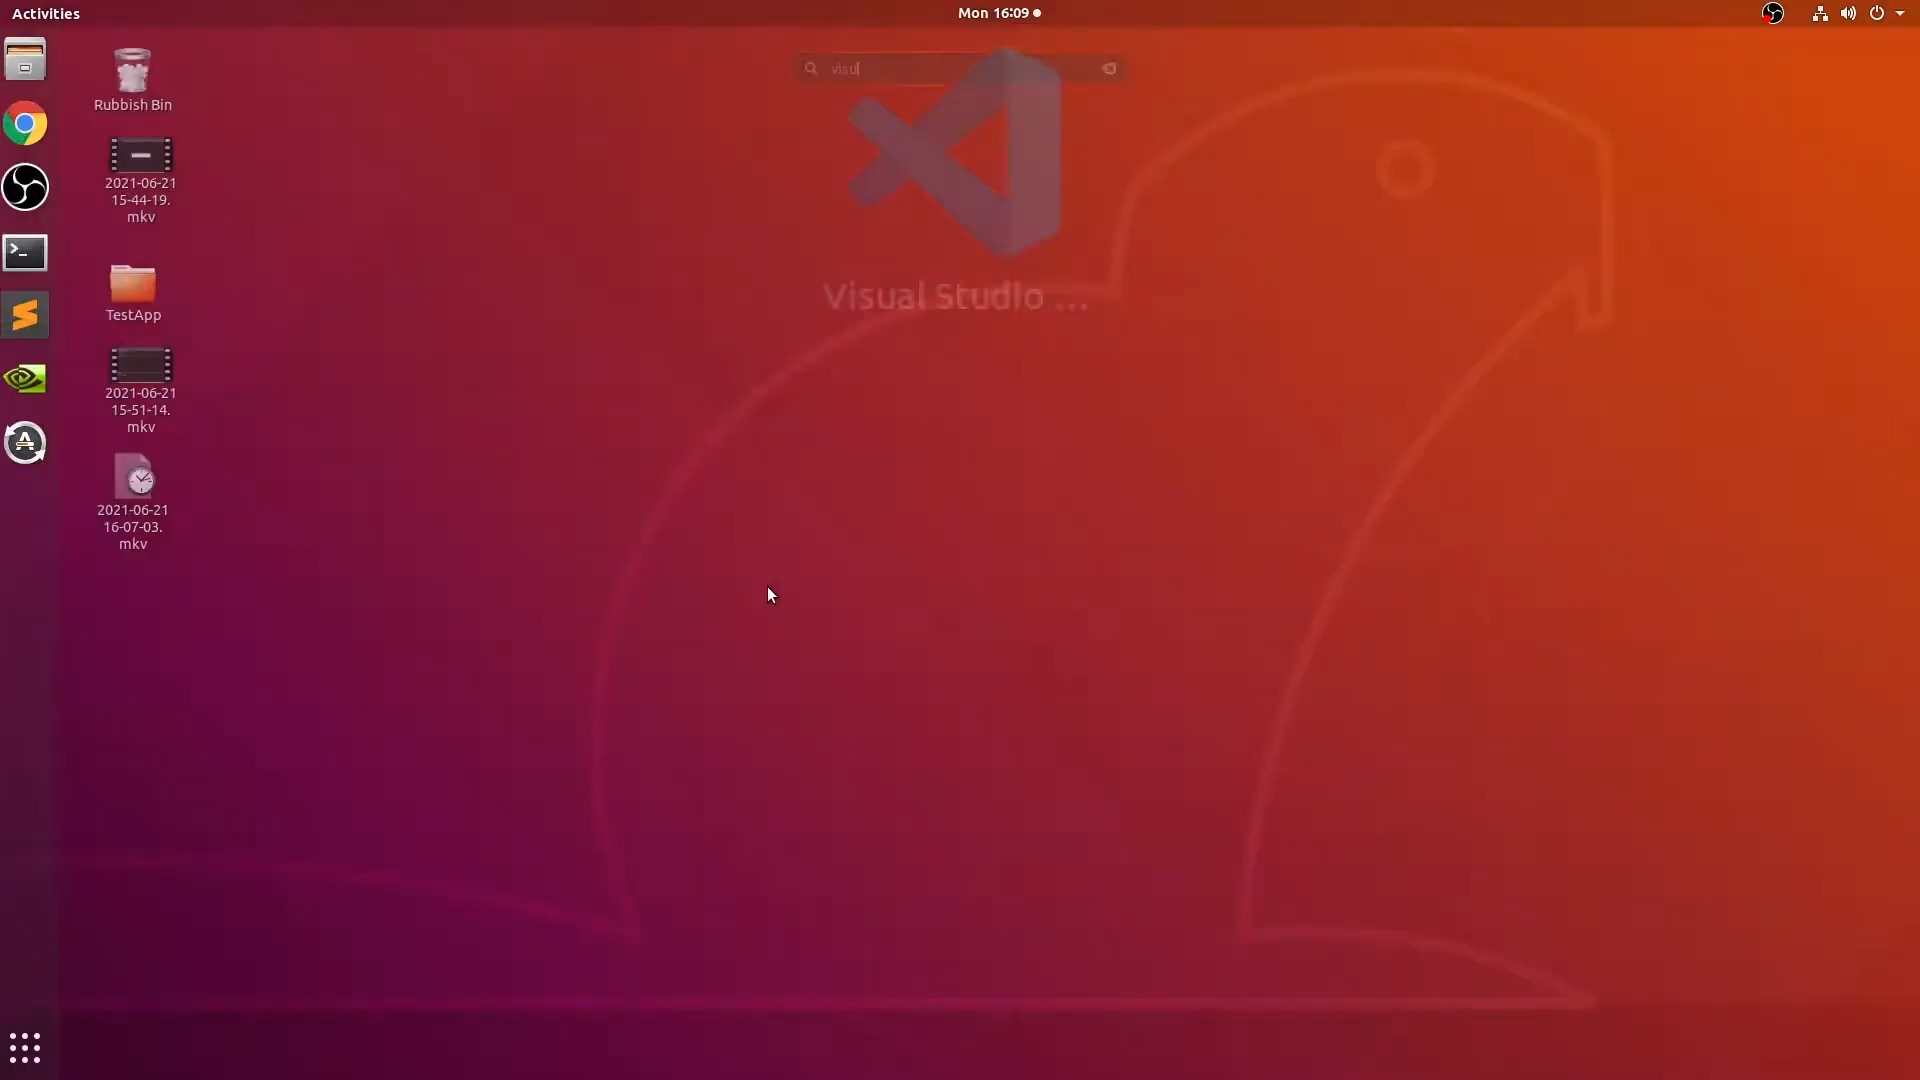 Activities
Mon 16:09
visu
Visual Studio ...
Rubbish Bin
2021-06-21
15-44-19.
mkv
TestApp
2021-06-21
15-51-14.
mkv
2021-06-21
16-07-03.
mkv